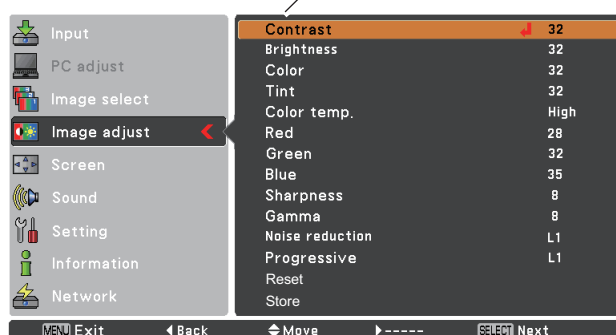 Input
PC adjust
Image select
Image adjust
Screen
Sound
Setting
Information
Network
Contrast 32
Brightness 32
Color 32
Tint 32
Color temp. High
Red 28
Green 32
Blue 35
Sharpness 8
Gamma 8
Noise reduction L1
Progressive L1
Reset
Store
MENU Exit Back Move ----- SELECT Next